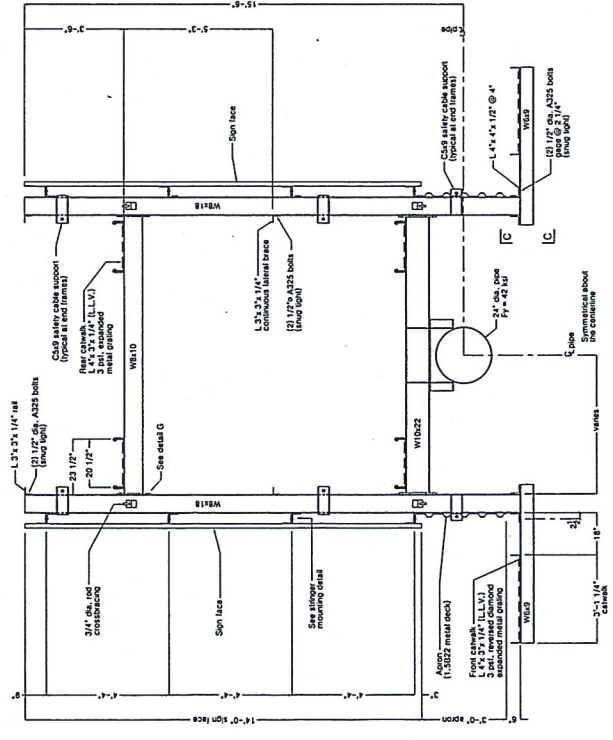 L 3"x 3"x 1/4" rail
(2) 1/2" dia. A325 bolts
(snug tight)
23 1/2"
20 1/2"
See detail G
W8x18
3/4" dia. rod
crossbracing
Sign face
See stringer
mounting detail
Apron
(1.5B22 metal deck)
Front catwalk
L 4"x 3"x 1/4" (L.L.V.)
3 psf. reversed diamond
expanded metal grating
9"
4'-4"
4'-4"
4'-4"
3"
14'-0" sign face
3'-0" apron
6"
W6x9
2 1/2
18"
3'-1 1/4"
catwalk
varies
C5x9 safety cable support
(typical at end frames)
Rear catwalk
L 4"x 3"x 1/4" (L.L.V.)
3 psf. expanded
metal grating
W8x10
W10x22
L 3"x 3"x 1/4"
continuous lateral brace
(2) 1/2"ø A325 bolts
(snug tight)
24" dia. pipe
Fy = 42 ksi
℄ pipe
Symmetrical about
the centerline
3'-6"
5'-3"
15'-6"
℄ pipe
Sign face
W8x18
C5x9 safety cable support
(typical at end frames)
C
C
L 4"x 4"x 1/2" @ 4"
(2) 1/2" dia. A325 bolts
gage @ 2 1/4"
(snug tight)
W6x9